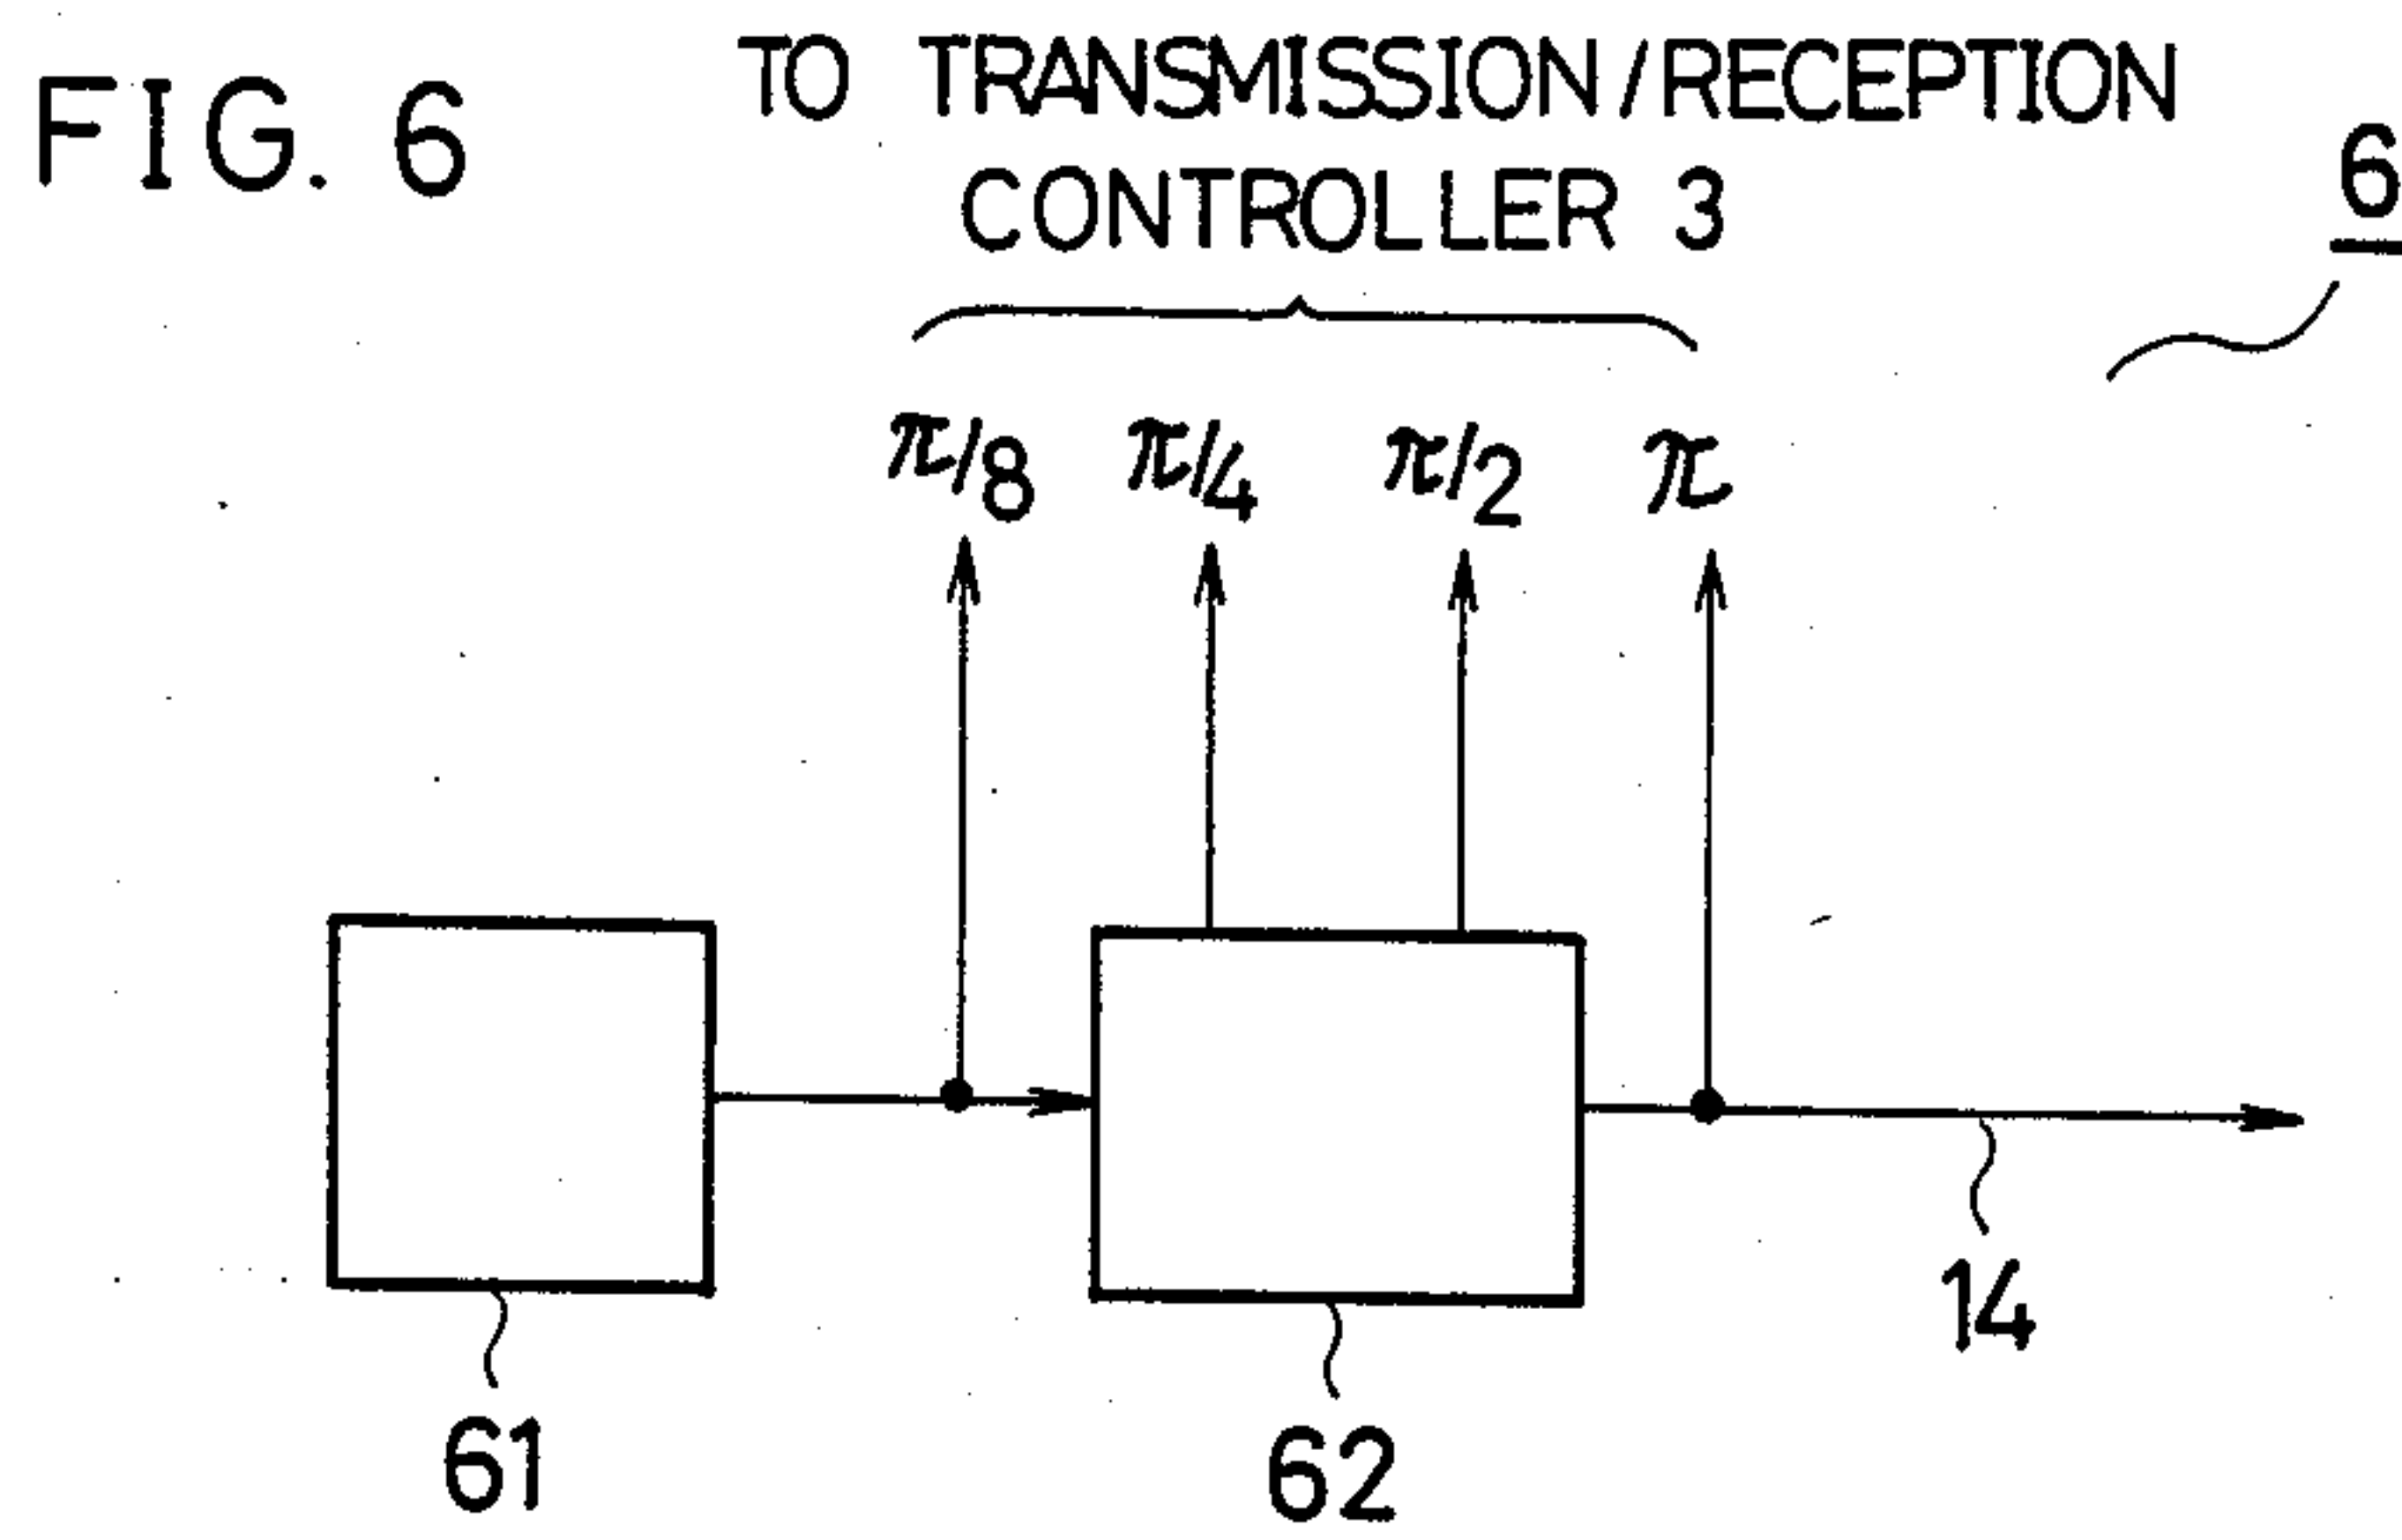 FIG. 6
TO TRANSMISSION/RECEPTION
CONTROLLER 3
6
π/8 π/4 π/2 π
14
61 62